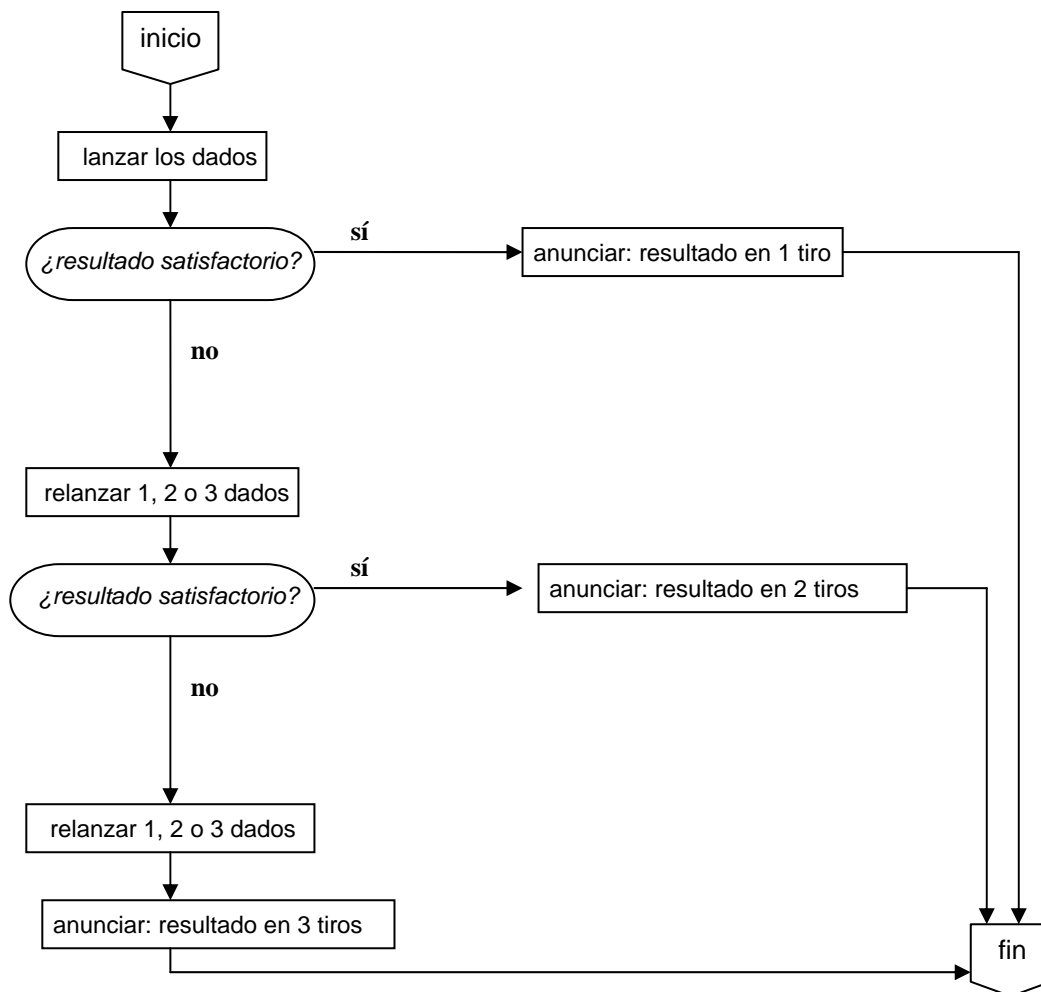 inicio
lanzar los dados
¿resultado satisfactorio?
sí
anunciar: resultado en 1 tiro
no
relanzar 1, 2 o 3 dados
¿resultado satisfactorio?
sí
anunciar: resultado en 2 tiros
no
relanzar 1, 2 o 3 dados
anunciar: resultado en 3 tiros
fin